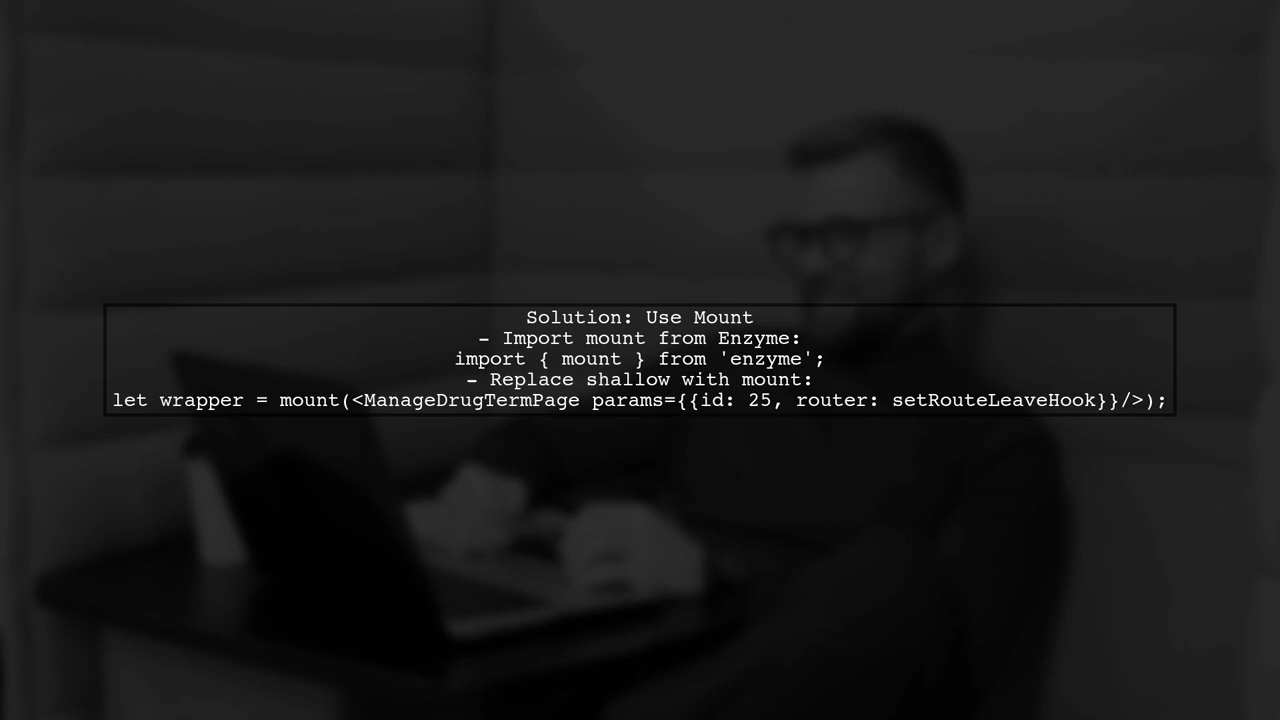 Solution: Use Mount
- Import mount from Enzyme:
import { mount } from 'enzyme';
- Replace shallow with mount:
let wrapper = mount(<ManageDrugTermPage params={{id: 25, router: setRouteLeaveHook}}/>);